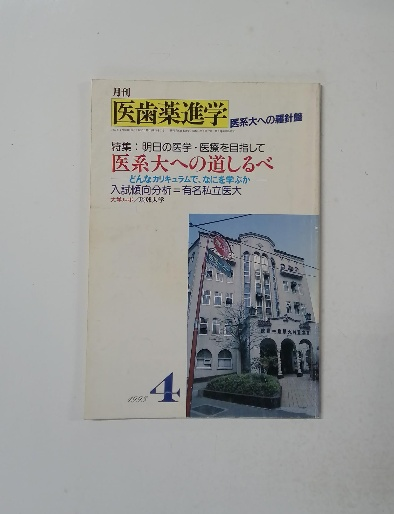 月刊
医歯薬進学
医系大への羅針盤
特集：明日の医学・医療を目指して
医系大への道しるべ
どんなカリキュラムで、なにを学ぶか
入試傾向分析＝有名私立医大
1993
4